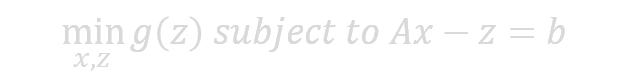 min g(z) subject to Ax − z = b
x,z